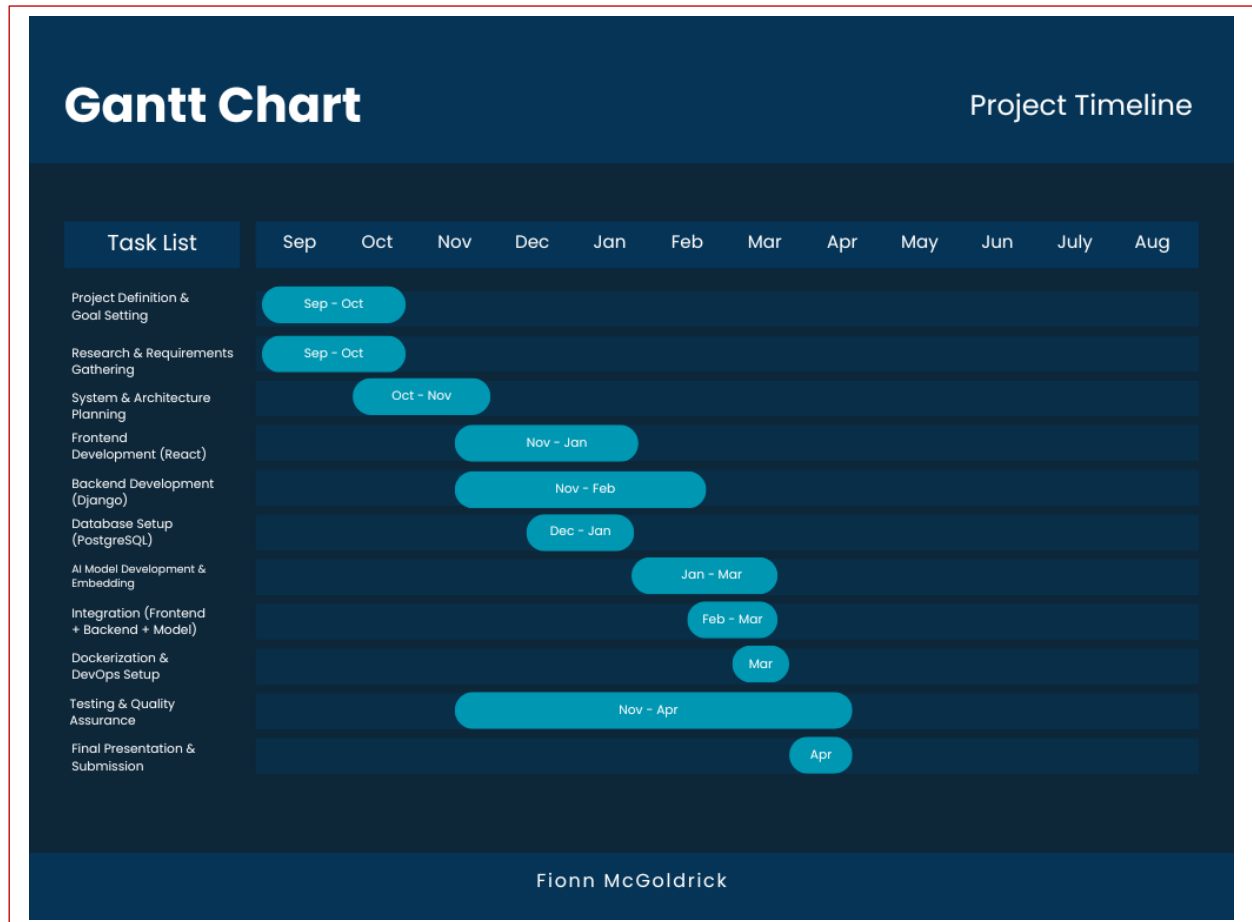 Gantt Chart
Project Timeline
Task List Sep Oct Nov Dec Jan Feb Mar Apr May Jun July Aug
Project Definition &
Goal Setting
Sep - Oct
Research & Requirements
Gathering
Sep - Oct
System & Architecture
Planning
Oct - Nov
Frontend
Development (React)
Nov - Jan
Backend Development
(Django)
Nov - Feb
Database Setup
(PostgreSQL)
Dec - Jan
AI Model Development &
Embedding
Jan - Mar
Integration (Frontend
+ Backend + Model)
Feb - Mar
Dockerization &
DevOps Setup
Mar
Testing & Quality
Assurance
Nov - Apr
Final Presentation &
Submission
Apr
Fionn McGoldrick